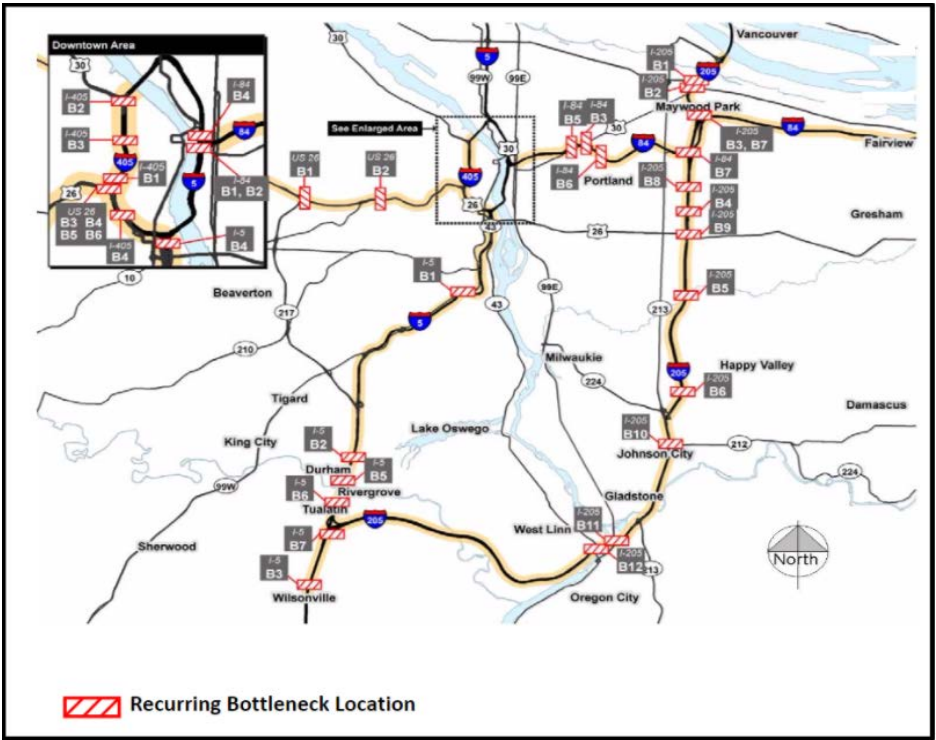 Downtown Area
30
I-405
B2
I-84
B4
I-405
B3
84
405
I-405
B1
I-84
B1, B2
26
5
US 26
B3 B4
B5 B6
I-405
B4
I-5
B4
30
5
99W
99E
See Enlarged Area
405
30
26
43
US 26
B1
US 26
B2
I-84
B5
I-84
B3
30
84
I-84
B6
Portland
Vancouver
I-205
B1
205
I-205
B2
Maywood Park
I-205
B3, B7
84
Fairview
I-84
B7
I-205
B8
I-205
B4
Gresham
I-205
B9
26
10
Beaverton
217
I-5
B1
5
43
99E
213
I-205
B5
210
Milwaukie
224
205
Happy Valley
I-205
B6
Tigard
Damascus
King City
Lake Oswego
I-205
B10
Johnson City
212
224
I-5
B2
Durham
I-5
B5
99W
I-5
B6
Rivergrove
Tualatin
205
Gladstone
I-5
B7
West Linn
I-205
B11
Sherwood
I-205
B12
213
North
I-5
B3
Wilsonville
Oregon City
Recurring Bottleneck Location